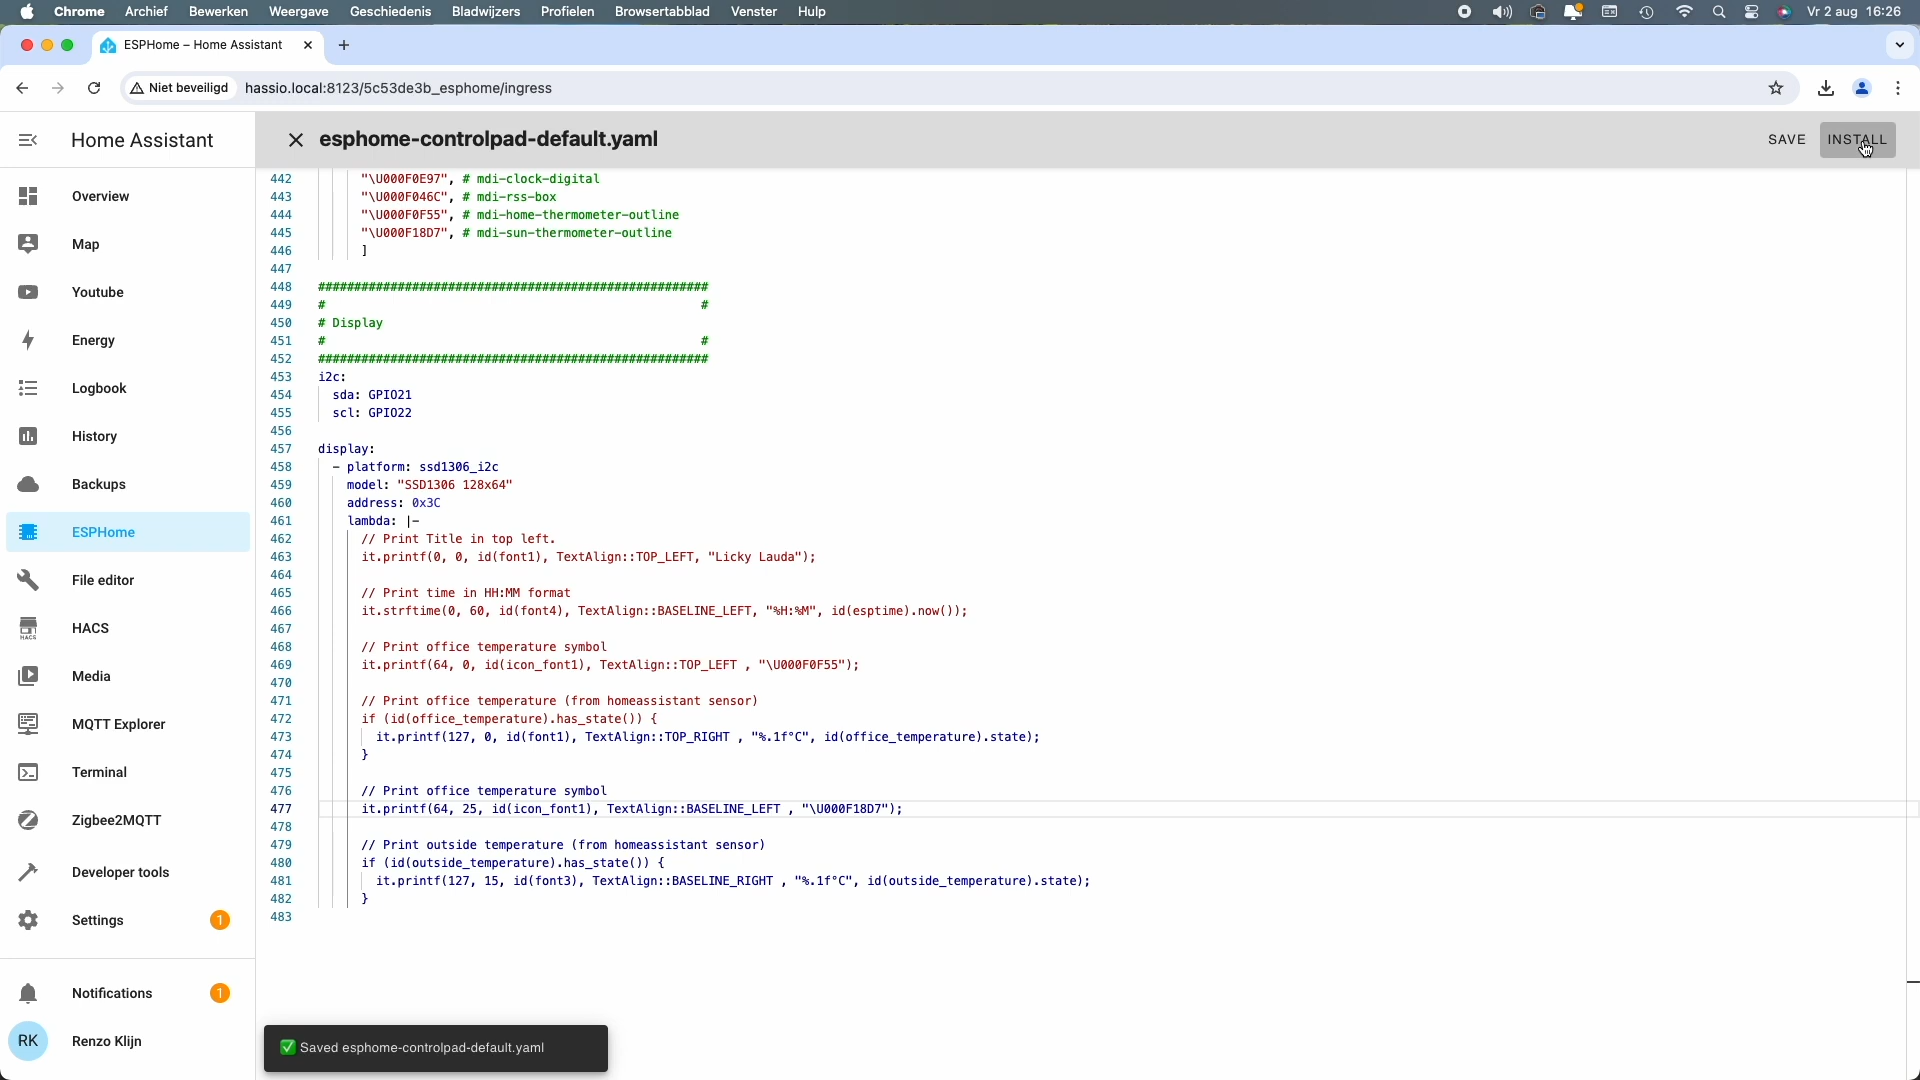 Chrome Archief Bewerken Weergave Geschiedenis Bladwijzers Profielen Browsertabblad Venster Hulp Vr 2 aug 16:26
ESPHome – Home Assistant
Niet beveiligd hassio.local:8123/5c53de3b_esphome/ingress
Home Assistant
esphome-controlpad-default.yaml
SAVE
INSTALL
Overview
Map
Youtube
Energy
Logbook
History
Backups
ESPHome
File editor
HACS
HACS
Media
MQTT Explorer
Terminal
Zigbee2MQTT
Developer tools
Settings 1
Notifications 1
RK Renzo Klijn
442 "\U000F0E97", # mdi-clock-digital
443 "\U000F046C", # mdi-rss-box
444 "\U000F0F55", # mdi-home-thermometer-outline
445 "\U000F18D7", # mdi-sun-thermometer-outline
446 ]
447
448 ######################################################
449 # #
450 # Display
451 # #
452 ######################################################
453 i2c:
454 sda: GPIO21
455 scl: GPIO22
456
457 display:
458 - platform: ssd1306_i2c
459 model: "SSD1306 128x64"
460 address: 0x3C
461 lambda: |-
462 // Print Title in top left.
463 it.printf(0, 0, id(font1), TextAlign::TOP_LEFT, "Licky Lauda");
464
465 // Print time in HH:MM format
466 it.strftime(0, 60, id(font4), TextAlign::BASELINE_LEFT, "%H:%M", id(esptime).now());
467
468 // Print office temperature symbol
469 it.printf(64, 0, id(icon_font1), TextAlign::TOP_LEFT , "\U000F0F55");
470
471 // Print office temperature (from homeassistant sensor)
472 if (id(office_temperature).has_state()) {
473 it.printf(127, 0, id(font1), TextAlign::TOP_RIGHT , "%.1f°C", id(office_temperature).state);
474 }
475
476 // Print office temperature symbol
477 it.printf(64, 25, id(icon_font1), TextAlign::BASELINE_LEFT , "\U000F18D7");
478
479 // Print outside temperature (from homeassistant sensor)
480 if (id(outside_temperature).has_state()) {
481 it.printf(127, 15, id(font3), TextAlign::BASELINE_RIGHT , "%.1f°C", id(outside_temperature).state);
482 }
483
Saved esphome-controlpad-default.yaml